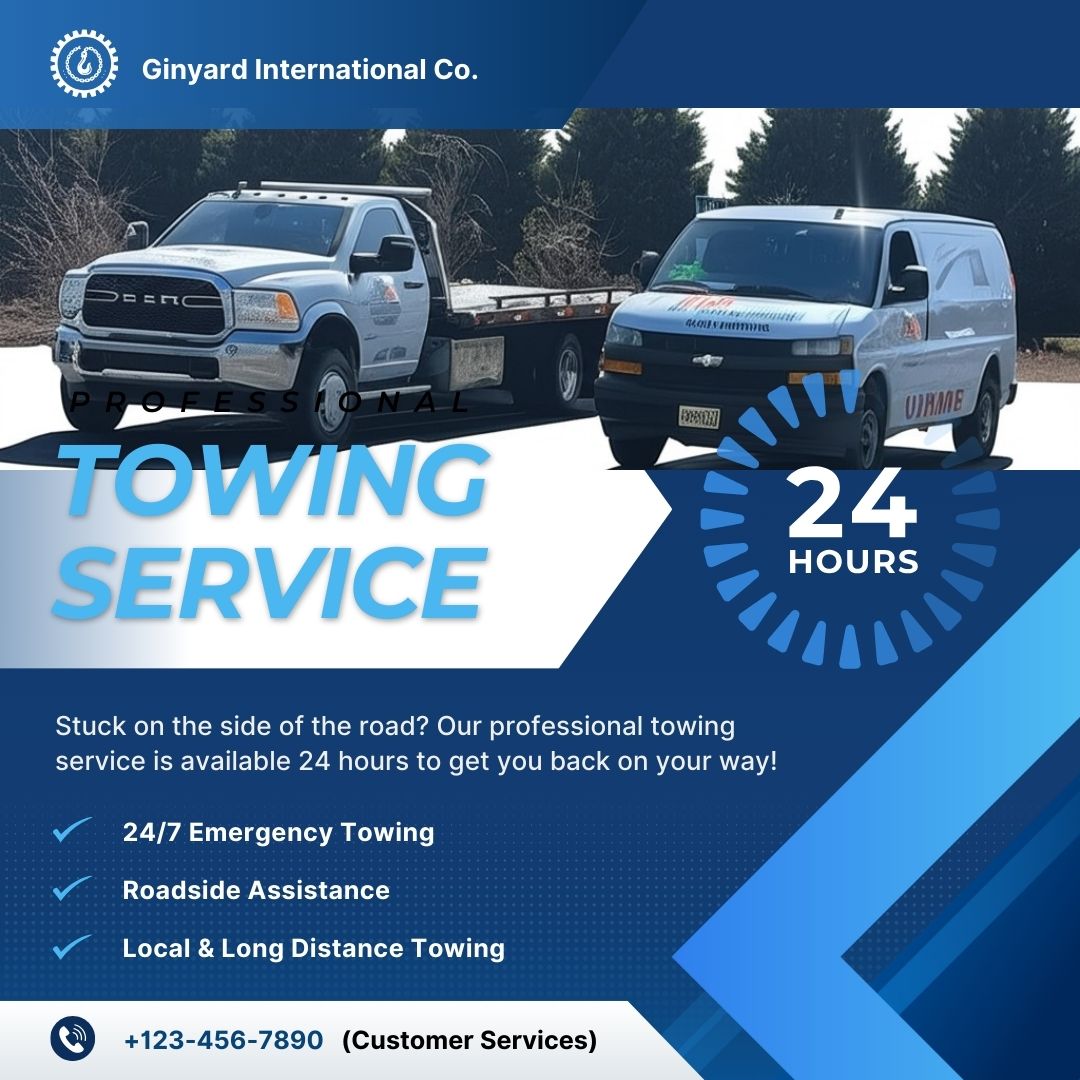 Ginyard International Co.
PROFESSIONAL
TOWING
SERVICE
24
HOURS
Stuck on the side of the road? Our professional towing
service is available 24 hours to get you back on your way!
24/7 Emergency Towing
Roadside Assistance
Local & Long Distance Towing
+123-456-7890 (Customer Services)